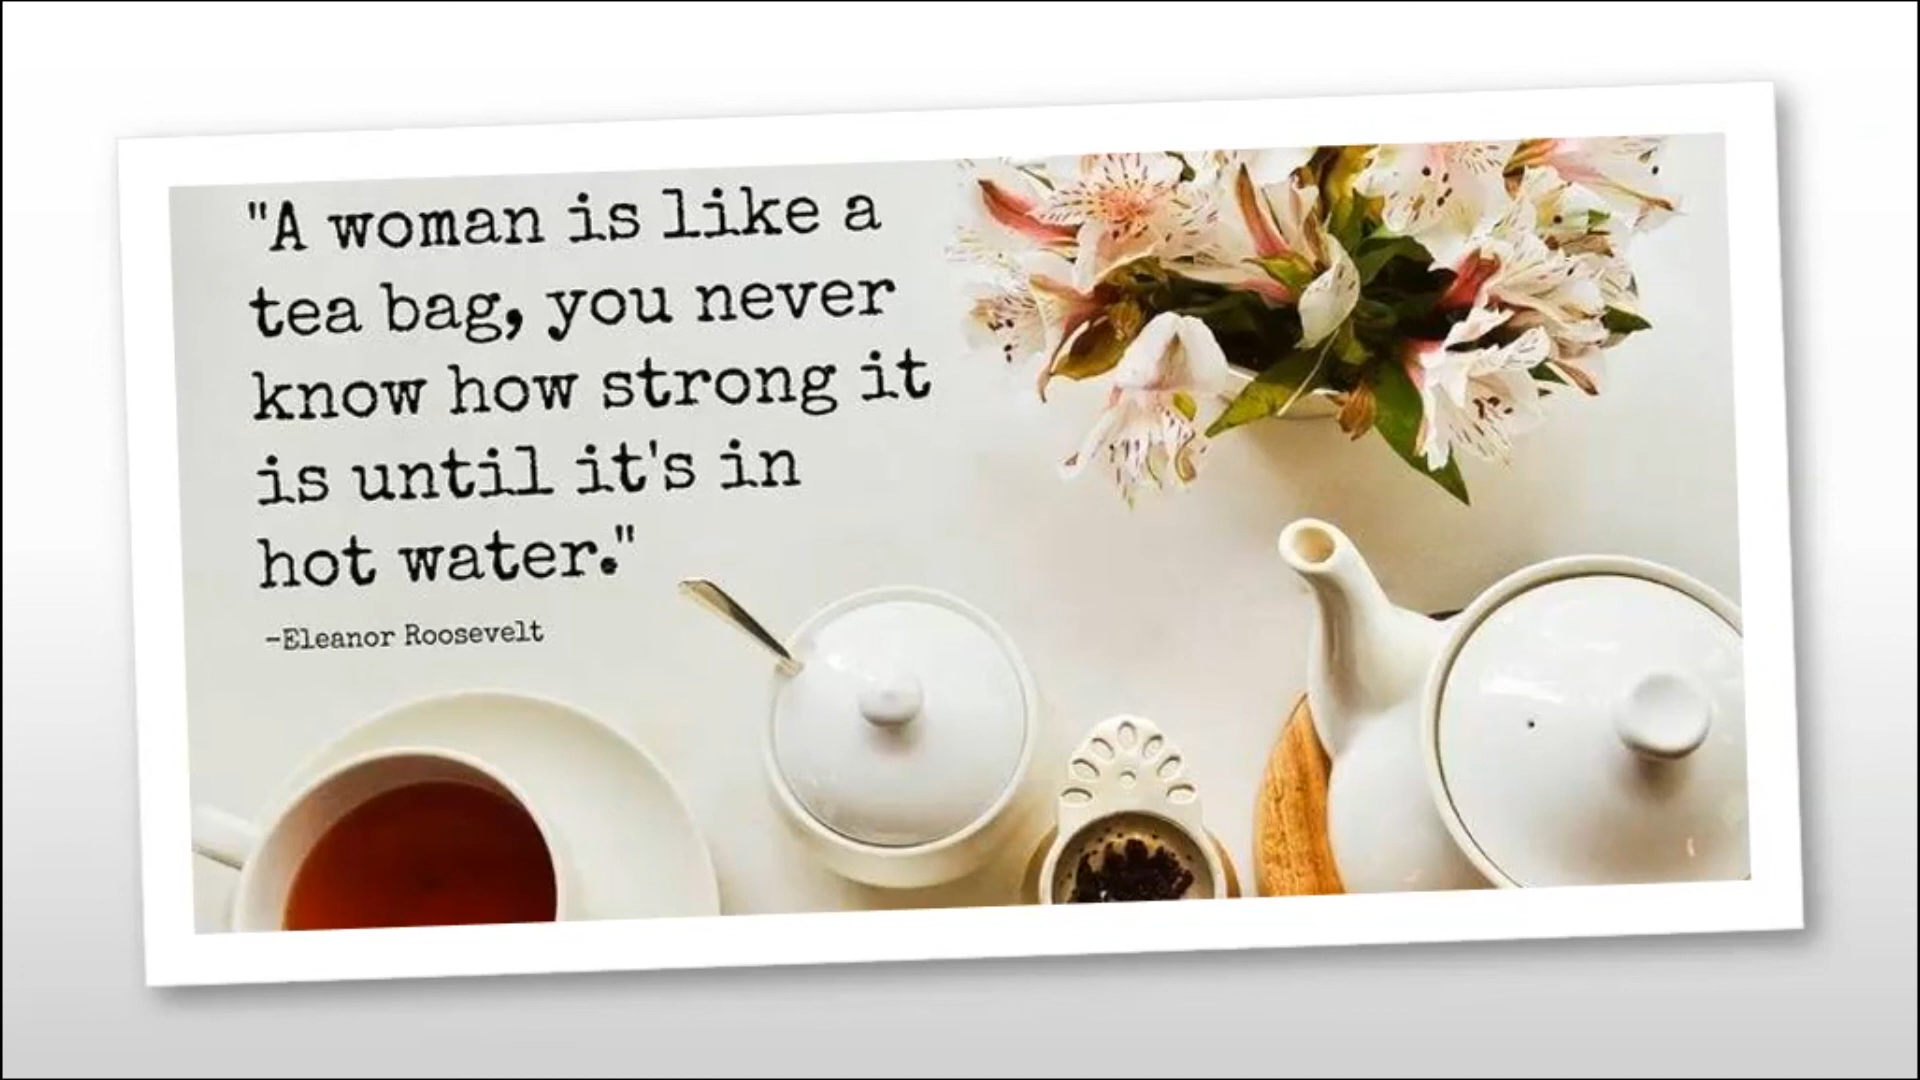 "A woman is like a
tea bag, you never
know how strong it
is until it's in
hot water."
-Eleanor Roosevelt